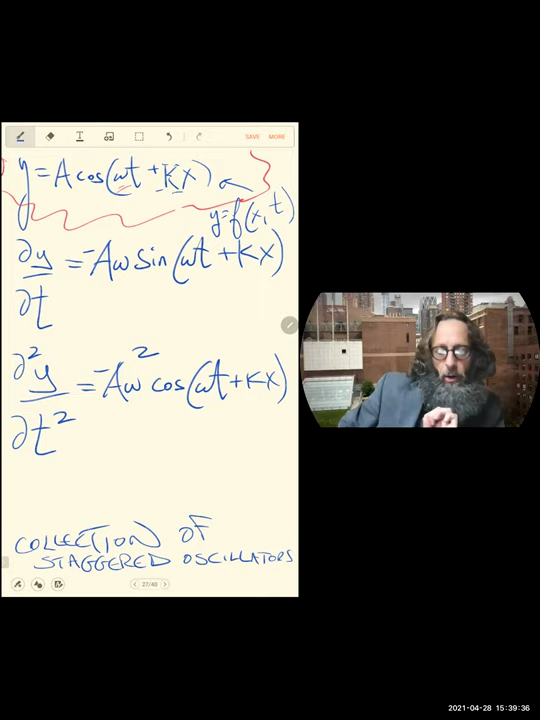 SAVE MORE
y = A cos(ωt + Kx)
y = f(x, t)
∂y/∂t = -Aω sin(ωt + Kx)
∂²y/∂t² = -Aω² cos(ωt + Kx)
COLLECTION OF
STAGGERED OSCILLATORS
27/40
2021-04-28 15:39:36